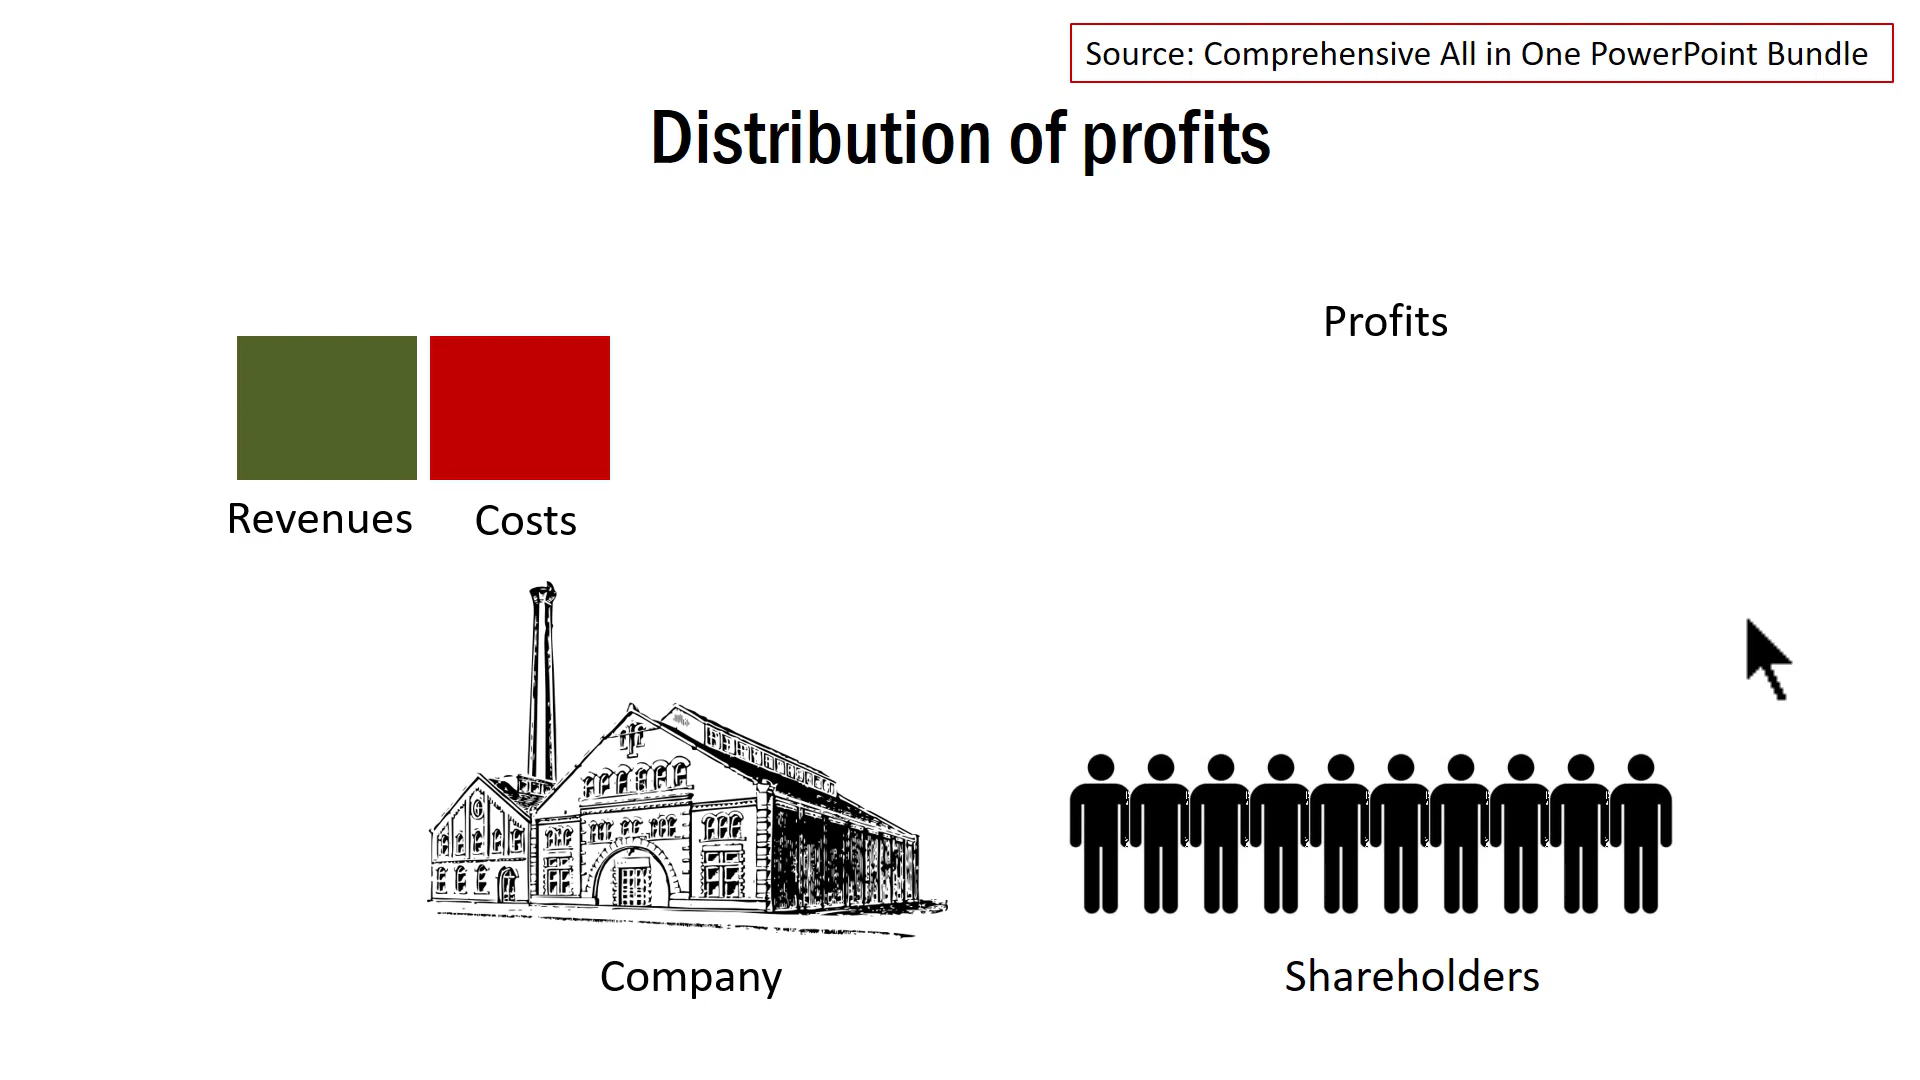 Source: Comprehensive All in One PowerPoint Bundle
Distribution of profits
Profits
Revenues
Costs
Company
Shareholders